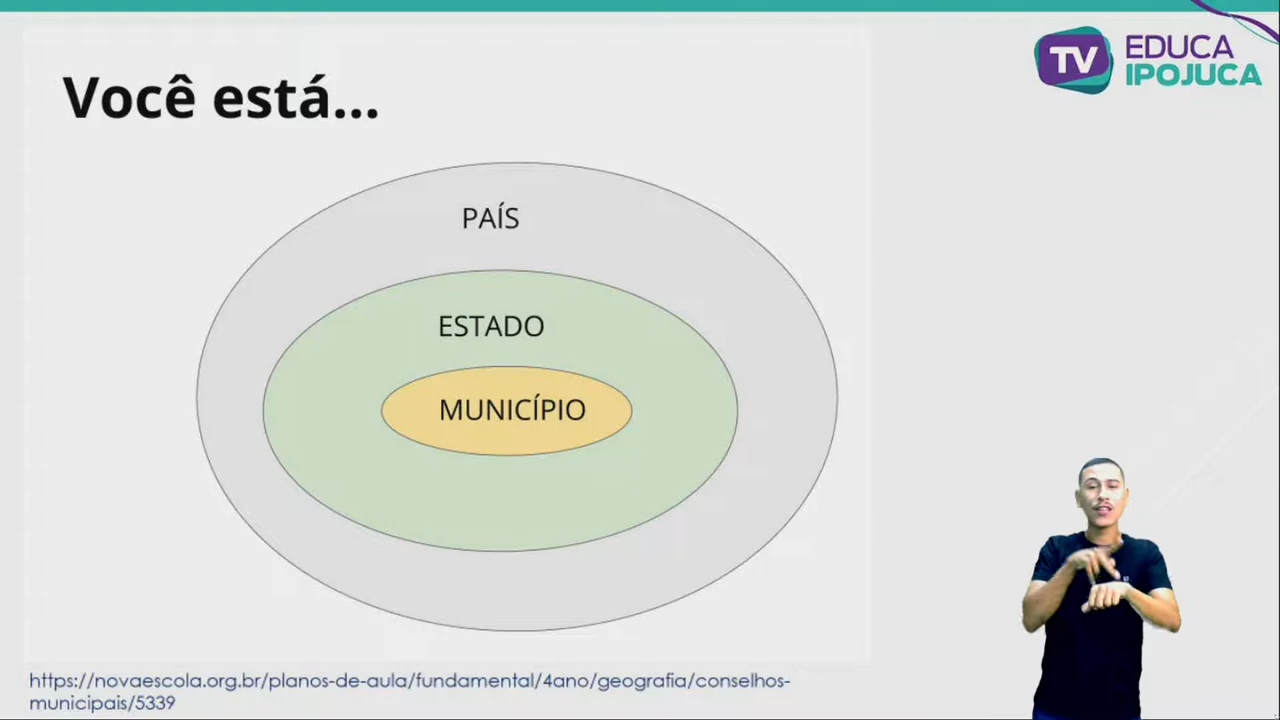 TV EDUCA
IPOJUCA
Você está...
PAÍS
ESTADO
MUNICÍPIO
https://novaescola.org.br/planos-de-aula/fundamental/4ano/geografia/conselhos-
municipais/5339